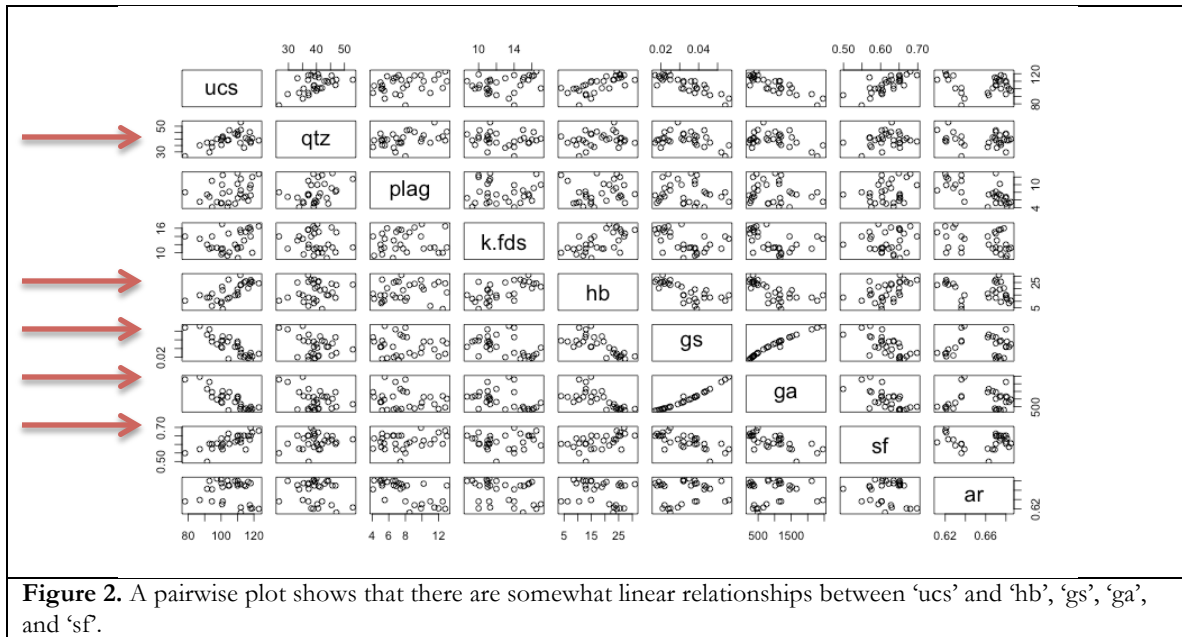 30 40 50 10 14 0.02 0.04 0.50 0.60 0.70
ucs 80 100 120
30 50 qtz
plag 4 10
10 16 k.fds
hb 5 25
0.02 gs
ga 500
0.50 0.70 sf
ar 0.62
80 100 120 4 6 8 12 5 15 25 500 1500 0.62 0.66
Figure 2. A pairwise plot shows that there are somewhat linear relationships between ‘ucs’ and ‘hb’, ‘gs’, ‘ga’,
and ‘sf’.